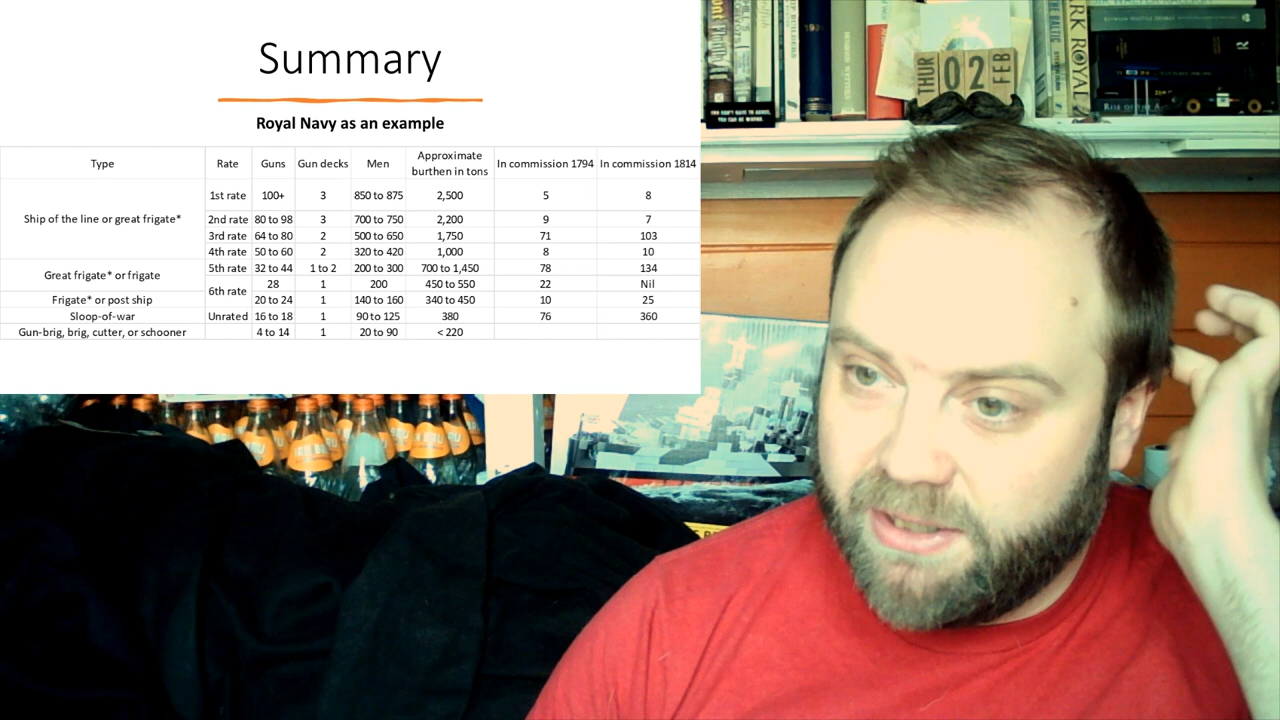 Summary
Royal Navy as an example
Type Rate Guns Gun decks Men Approximate burthen in tons In commission 1794 In commission 1814
Ship of the line or great frigate* 1st rate 100+ 3 850 to 875 2,500 5 8
2nd rate 80 to 98 3 700 to 750 2,200 9 7
3rd rate 64 to 80 2 500 to 650 1,750 71 103
4th rate 50 to 60 2 320 to 420 1,000 8 10
Great frigate* or frigate 5th rate 32 to 44 1 to 2 200 to 300 700 to 1,450 78 134
6th rate 28 1 200 450 to 550 22 Nil
Frigate* or post ship 20 to 24 1 140 to 160 340 to 450 10 25
Sloop-of-war Unrated 16 to 18 1 90 to 125 380 76 360
Gun-brig, brig, cutter, or schooner 4 to 14 1 20 to 90 < 220
THUR 02 FEB
THE BALTIC
ARK ROYAL
RISE OF THE
IRN BRU